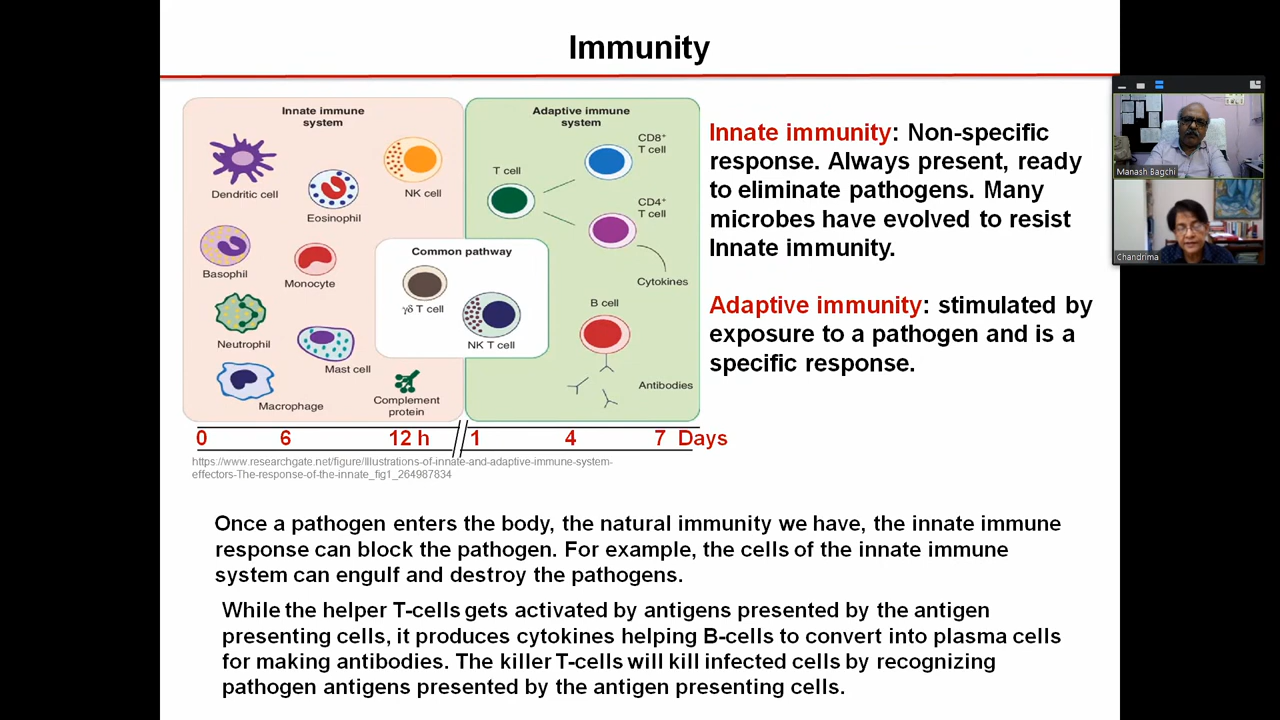 Immunity
Innate immune
system
Dendritic cell
Eosinophil
NK cell
Basophil
Monocyte
Neutrophil
Mast cell
Macrophage
Complement
protein
Common pathway
γδ T cell
NK T cell
Adaptive immune
system
T cell
CD8+
T cell
CD4+
T cell
Cytokines
B cell
Antibodies
0 6 12 h 1 4 7 Days
https://www.researchgate.net/figure/Illustrations-of-innate-and-adaptive-immune-system-
effectors-The-response-of-the-innate_fig1_264987834
Innate immunity: Non-specific
response. Always present, ready
to eliminate pathogens. Many
microbes have evolved to resist
Innate immunity.
Adaptive immunity: stimulated by
exposure to a pathogen and is a
specific response.
Once a pathogen enters the body, the natural immunity we have, the innate immune
response can block the pathogen. For example, the cells of the innate immune
system can engulf and destroy the pathogens.
While the helper T-cells gets activated by antigens presented by the antigen
presenting cells, it produces cytokines helping B-cells to convert into plasma cells
for making antibodies. The killer T-cells will kill infected cells by recognizing
pathogen antigens presented by the antigen presenting cells.
Manash Bagchi
Chandrima